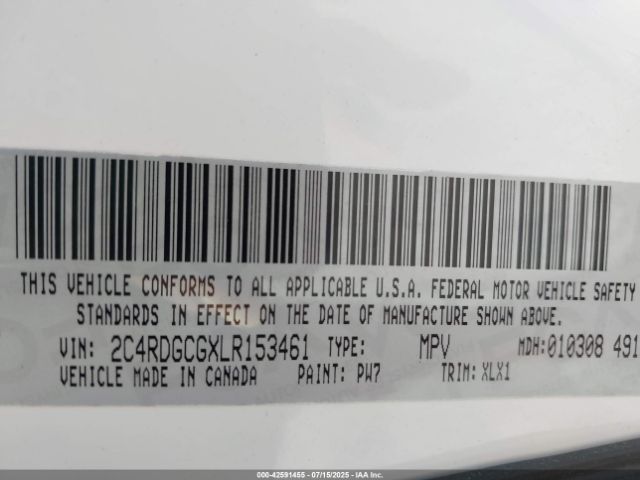 THIS VEHICLE CONFORMS TO ALL APPLICABLE U.S.A. FEDERAL MOTOR VEHICLE SAFETY
STANDARDS IN EFFECT ON THE DATE OF MANUFACTURE SHOWN ABOVE.
VIN: 2C4RDGCGXLR153461 TYPE: MPV MDH:010308 491
VEHICLE MADE IN CANADA PAINT: PW7 TRIM: XLX1
000-42591455 - 07/15/2025 - IAA Inc.